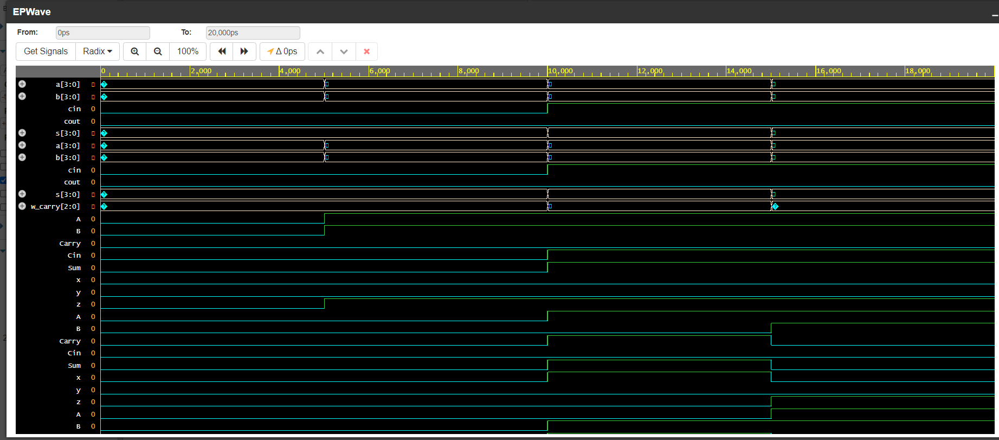 EPWave
From: 0ps To: 20,000ps
Get Signals Radix 100% Δ 0ps
0 2,000 4,000 6,000 8,000 10,000 12,000 14,000 16,000 18,000
a[3:0]
b[3:0]
cin 0
cout 0
s[3:0]
a[3:0]
b[3:0]
cin 0
cout 0
s[3:0]
w_carry[2:0]
A 0
B 0
Carry 0
Cin 0
Sum 0
x 0
y 0
z 0
A 0
B 0
Carry 0
Cin 0
Sum 0
x 0
y 0
z 0
A 0
B 0